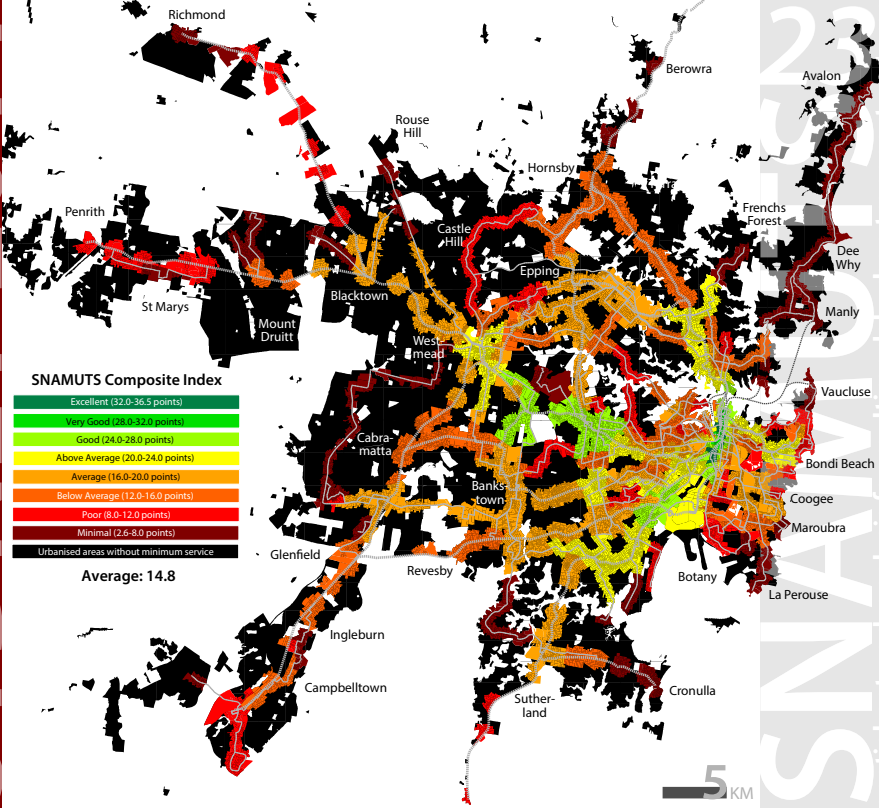 Richmond
Berowra
Avalon
Rouse
Hill
Hornsby
Penrith
Castle
Hill
Frenchs
Forest
Epping
Dee
Why
St Marys
Blacktown
Mount
Druitt
Manly
West-
mead
SNAMUTS Composite Index
Excellent (32.0-36.5 points)
Very Good (28.0-32.0 points)
Good (24.0-28.0 points)
Above Average (20.0-24.0 points)
Average (16.0-20.0 points)
Below Average (12.0-16.0 points)
Poor (8.0-12.0 points)
Minimal (2.6-8.0 points)
Urbanised areas without minimum service
Average: 14.8
Vaucluse
Cabra-
matta
Bondi Beach
Banks-
town
Coogee
Maroubra
Glenfield
Revesby
Botany
La Perouse
Ingleburn
Campbelltown
Suther-
land
Cronulla
5 KM
SNAMUTS 23